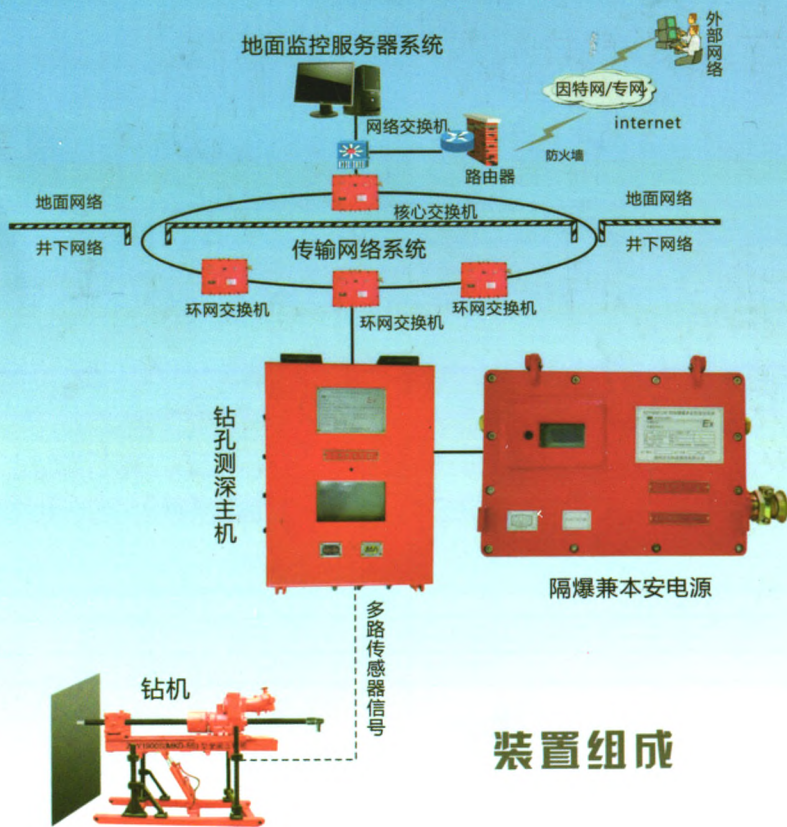 地面监控服务器系统
外部网络
因特网/专网
internet
网络交换机
防火墙
路由器
地面网络
核心交换机
地面网络
井下网络
传输网络系统
井下网络
环网交换机
环网交换机
环网交换机
钻孔测深主机
Ex
MA
Ex
隔爆兼本安电源
多路传感器信号
钻机
装置组成